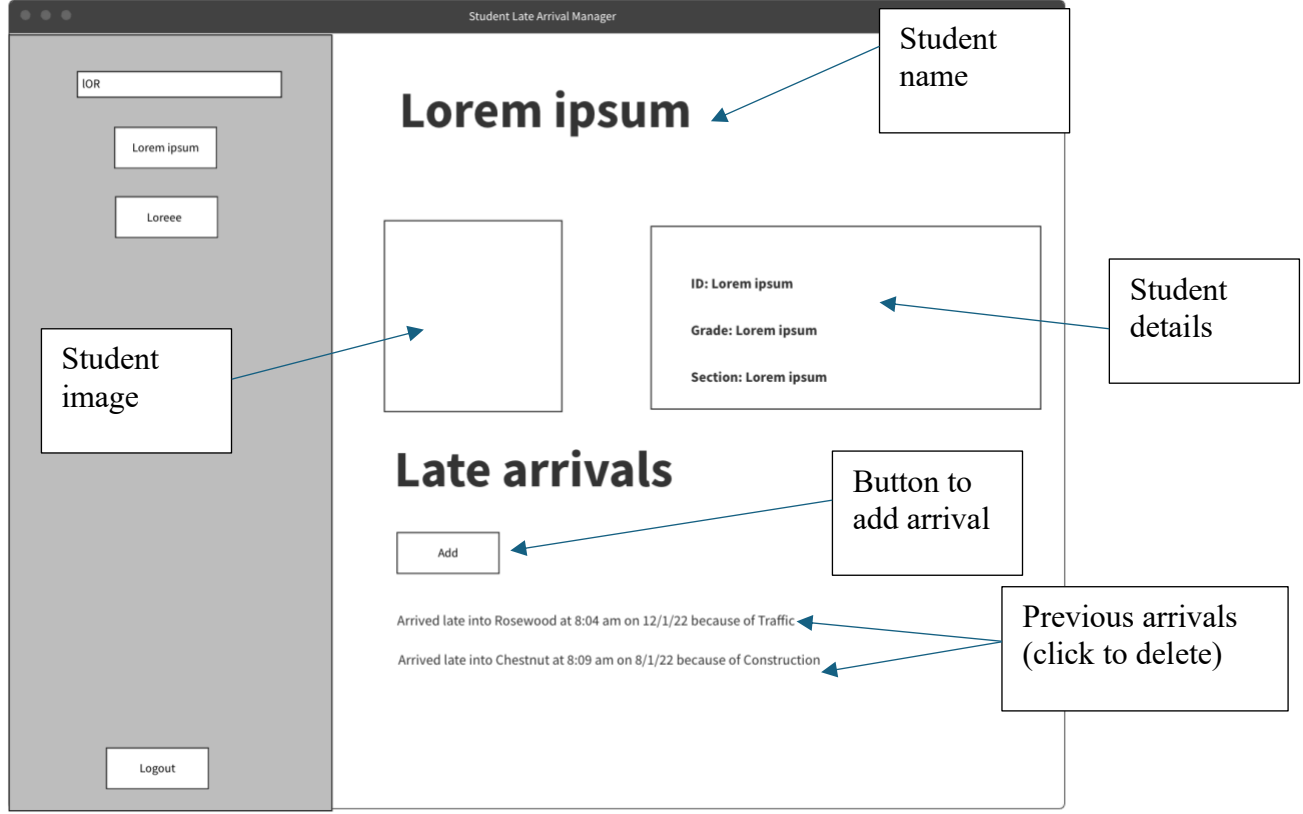 Student Late Arrival Manager
Student
name
lOR
Lorem ipsum
Lorem ipsum
Loreee
ID: Lorem ipsum
Grade: Lorem ipsum
Section: Lorem ipsum
Student
details
Student
image
Late arrivals
Button to
add arrival
Add
Arrived late into Rosewood at 8:04 am on 12/1/22 because of Traffic
Arrived late into Chestnut at 8:09 am on 8/1/22 because of Construction
Previous arrivals
(click to delete)
Logout